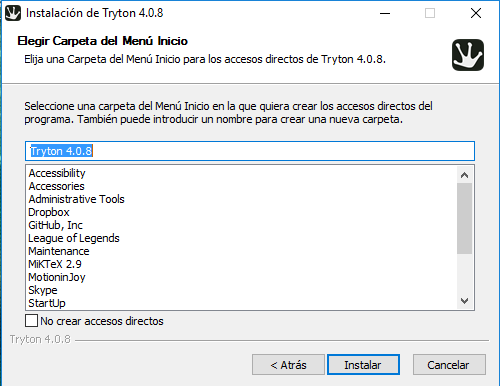 Instalación de Tryton 4.0.8
Elegir Carpeta del Menú Inicio
Elija una Carpeta del Menú Inicio para los accesos directos de Tryton 4.0.8.
Seleccione una carpeta del Menú Inicio en la que quiera crear los accesos directos del
programa. También puede introducir un nombre para crear una nueva carpeta.
Tryton 4.0.8
Accessibility
Accessories
Administrative Tools
Dropbox
GitHub, Inc
League of Legends
Maintenance
MiKTeX 2.9
MotioninJoy
Skype
StartUp
No crear accesos directos
Tryton 4.0.8
< Atrás
Instalar
Cancelar